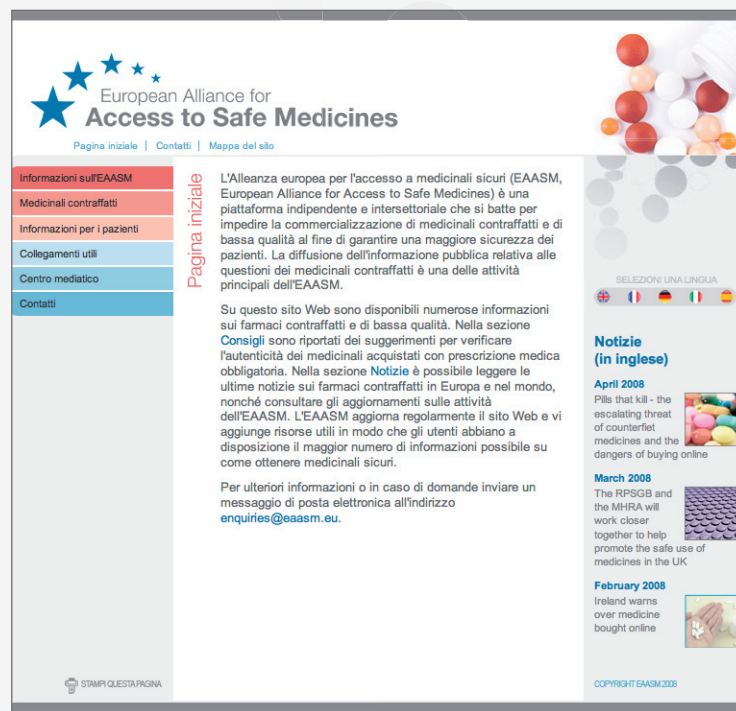 European Alliance for
Access to Safe Medicines
Pagina iniziale | Contatti | Mappa del sito
Informazioni sull'EAASM
Medicinali contraffatti
Informazioni per i pazienti
Collegamenti utili
Centro mediatico
Contatti
Pagina iniziale
L'Alleanza europea per l'accesso a medicinali sicuri (EAASM,
European Alliance for Access to Safe Medicines) è una
piattaforma indipendente e intersettoriale che si batte per
impedire la commercializzazione di medicinali contraffatti e di
bassa qualità al fine di garantire una maggiore sicurezza dei
pazienti. La diffusione dell'informazione pubblica relativa alle
questioni dei medicinali contraffatti è una delle attività
principali dell'EAASM.
Su questo sito Web sono disponibili numerose informazioni
sui farmaci contraffatti e di bassa qualità. Nella sezione
Consigli sono riportati dei suggerimenti per verificare
l'autenticità dei medicinali acquistati con prescrizione medica
obbligatoria. Nella sezione Notizie è possibile leggere le
ultime notizie sui farmaci contraffatti in Europa e nel mondo,
nonché consultare gli aggiornamenti sulle attività
dell'EAASM. L'EAASM aggiorna regolarmente il sito Web e vi
aggiunge risorse utili in modo che gli utenti abbiano a
disposizione il maggior numero di informazioni possibile su
come ottenere medicinali sicuri.
Per ulteriori informazioni o in caso di domande inviare un
messaggio di posta elettronica all'indirizzo
enquiries@eaasm.eu.
SELEZIONI UNA LINGUA
Notizie
(in inglese)
April 2008
Pills that kill - the
escalating threat
of counterfiet
medicines and the
dangers of buying online
March 2008
The RPSGB and
the MHRA will
work closer
together to help
promote the safe use of
medicines in the UK
February 2008
Ireland warns
over medicine
bought online
STAMPI QUESTA PAGINA
COPYRIGHT EAASM 2008